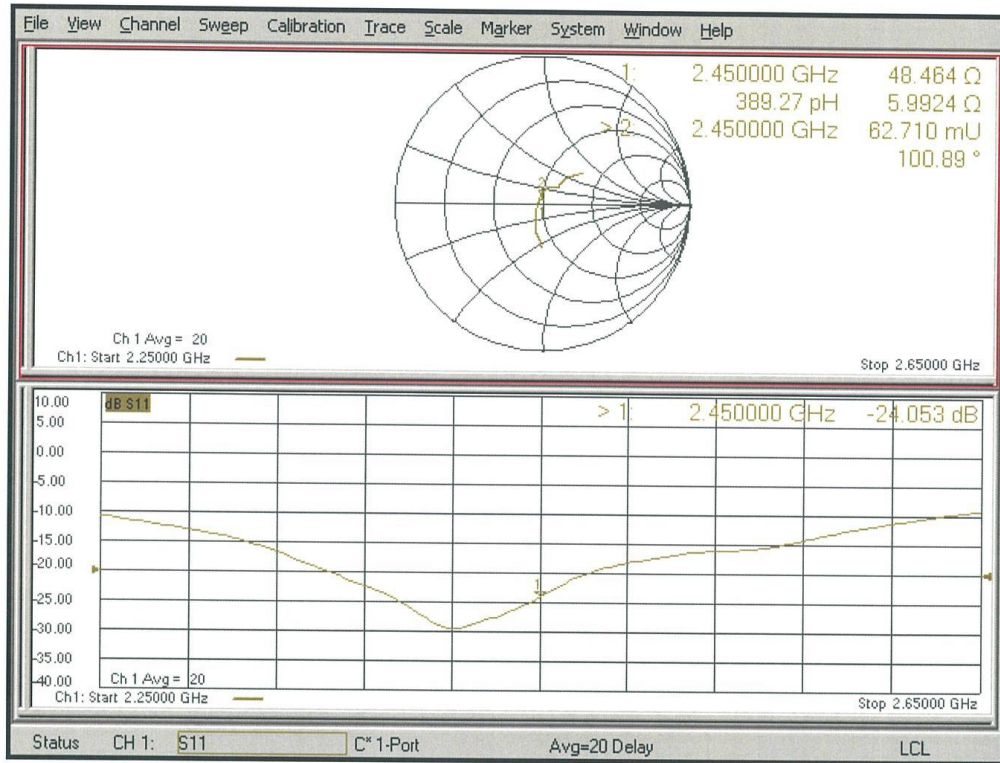 File View Channel Sweep Calibration Trace Scale Marker System Window Help
1: 2.450000 GHz 48.464 Ω
389.27 pH 5.9924 Ω
> 2: 2.450000 GHz 62.710 mU
100.89 °
2
1
Ch 1 Avg = 20
Ch1: Start 2.25000 GHz
Stop 2.65000 GHz
10.00
dB S11
> 1: 2.450000 GHz -24.053 dB
5.00
0.00
-5.00
-10.00
-15.00
-20.00
-25.00
-30.00
-35.00
-40.00
1
Ch 1 Avg = 20
Ch1: Start 2.25000 GHz
Stop 2.65000 GHz
Status CH 1: S11 C* 1-Port Avg=20 Delay LCL